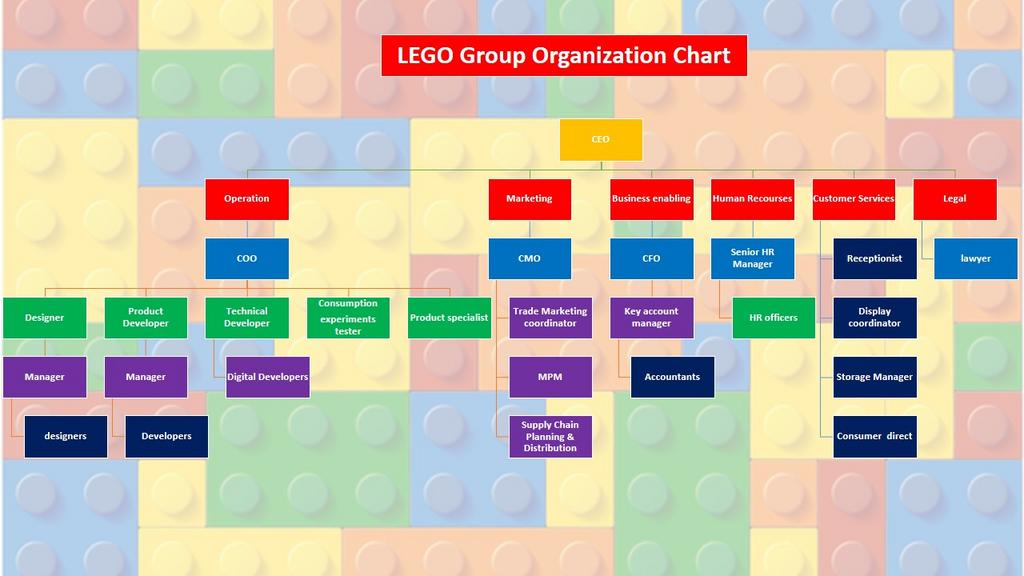 LEGO Group Organization Chart
CEO
Operation
Marketing
Business enabling
Human Recourses
Customer Services
Legal
COO
CMO
CFO
Senior HR
Manager
Receptionist
lawyer
Designer
Product
Developer
Technical
Developer
Consumption
experiments
tester
Product specialist
Trade Marketing
coordinator
Key account
manager
HR officers
Display
coordinator
Manager
Manager
Digital Developers
MPM
Accountants
Storage Manager
designers
Developers
Supply Chain
Planning &
Distribution
Consumer direct